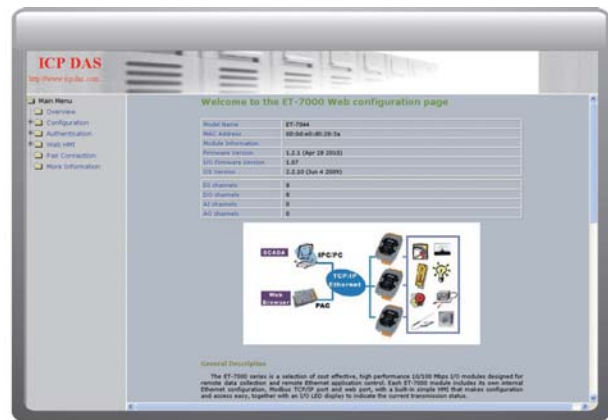 ICP DAS
http://www.icpdas.com
Main Menu
Overview
Configuration
Authentication
Web HMI
Pair Connection
More Information
Welcome to the ET-7000 Web configuration page
Model Name ET-7044
MAC Address
Module Information
Firmware Version 1.2.1 (Apr 2010)
I/O Firmware Version 1.07
OS Version 2.2.10 (Jun 4 2009)
DI channels 8
DO channels 8
AI channels 0
AO channels 0
SCADA
IPC/PC
TCP/IP
Ethernet
Web
Browser
PAC
General Description
The ET-7000 series is a selection of cost effective, high performance 10/100 Mbps I/O modules designed for
remote data collection and remote Ethernet application control. Each ET-7000 module includes its own internal
Ethernet configuration, Modbus TCP/IP port and web port, with a built-in simple HMI that makes configuration
and access easy, together with an I/O LED display to indicate the current transmission status.